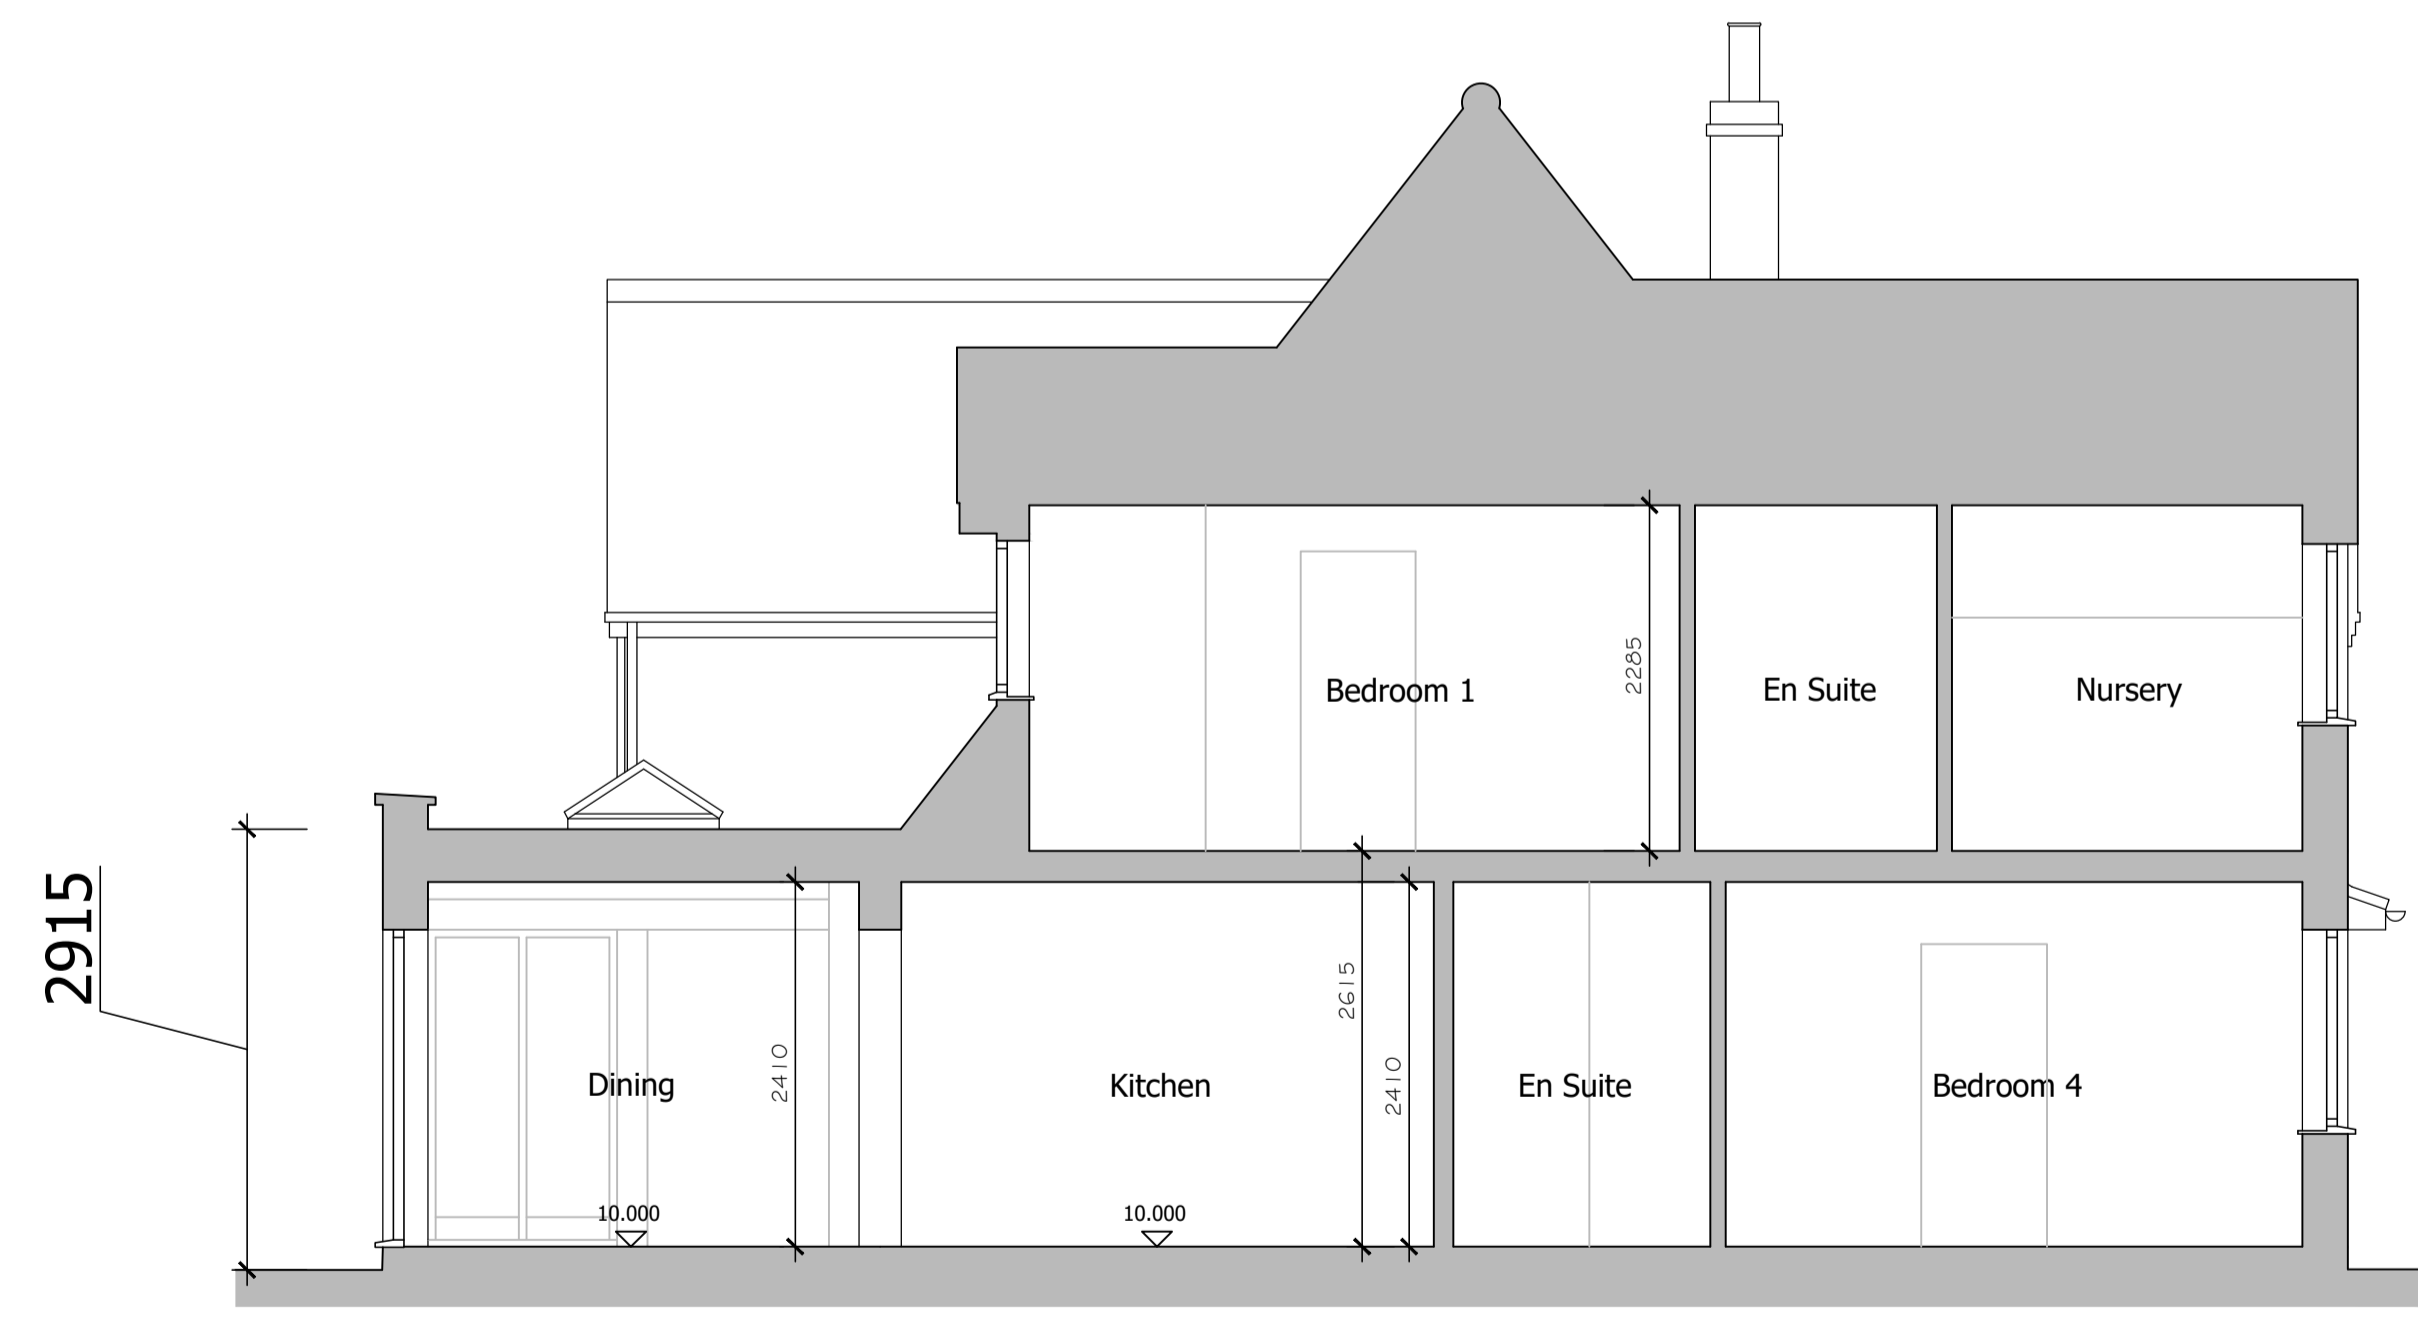 2285
Bedroom 1
En Suite
Nursery
2915
2615
2410
2410
Dining
Kitchen
En Suite
Bedroom 4
10.000
10.000